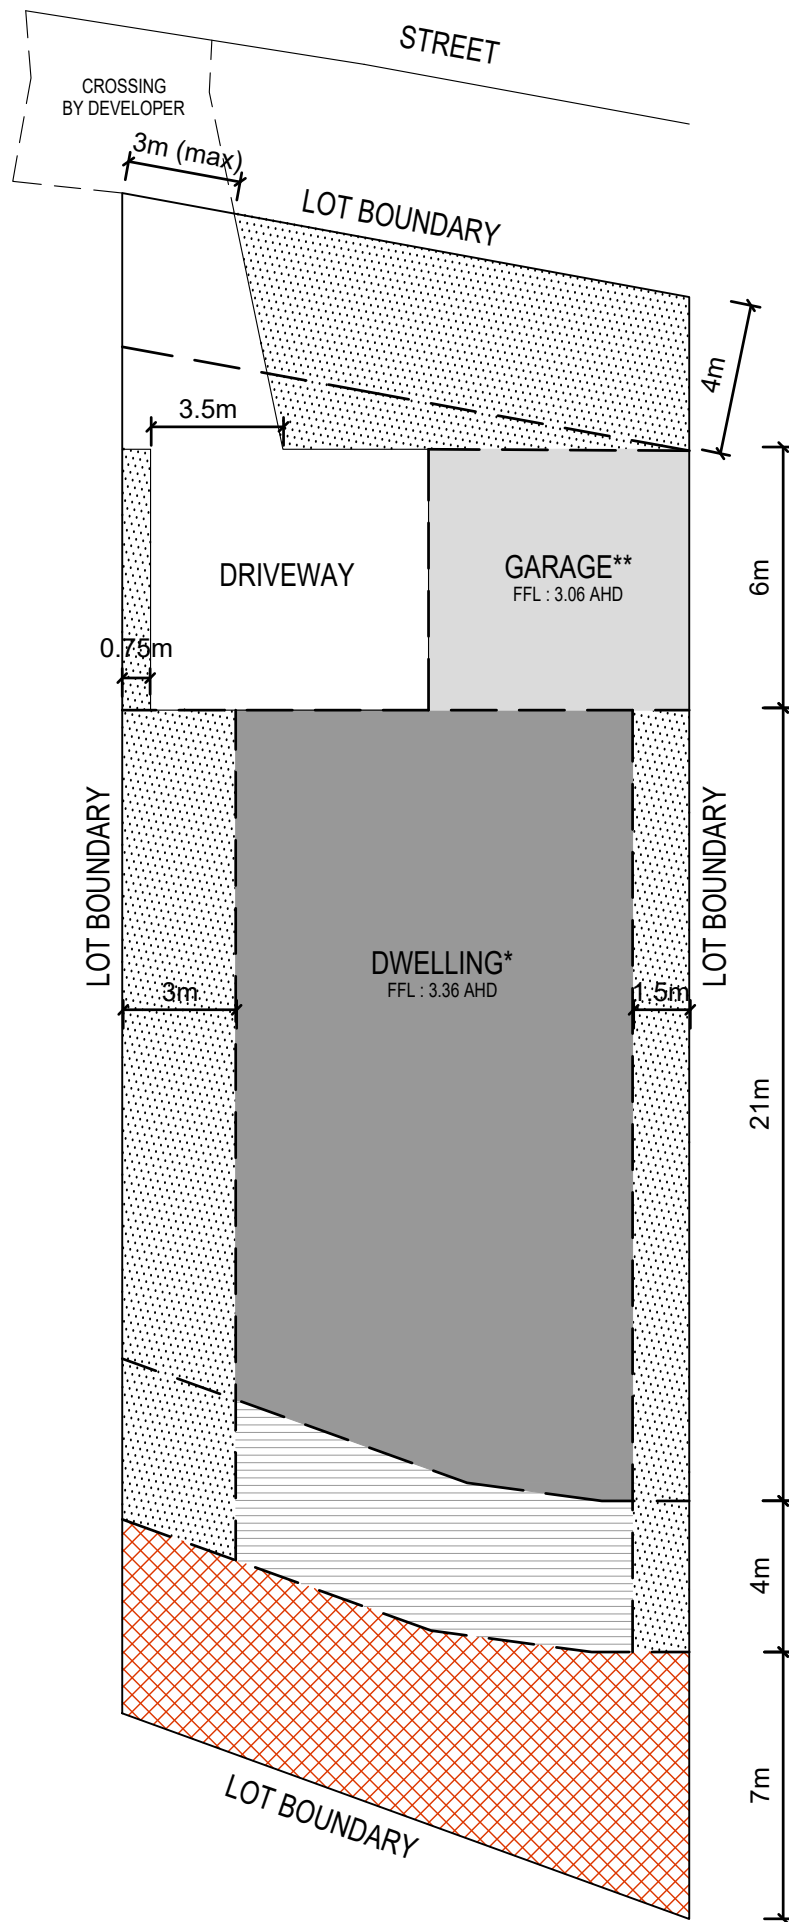 STREET
CROSSING
BY DEVELOPER
3m (max)
LOT BOUNDARY
4m
3.5m
DRIVEWAY
GARAGE**
FFL : 3.06 AHD
6m
0.75m
LOT BOUNDARY
LOT BOUNDARY
DWELLING*
FFL : 3.36 AHD
3m
1.5m
21m
4m
7m
LOT BOUNDARY